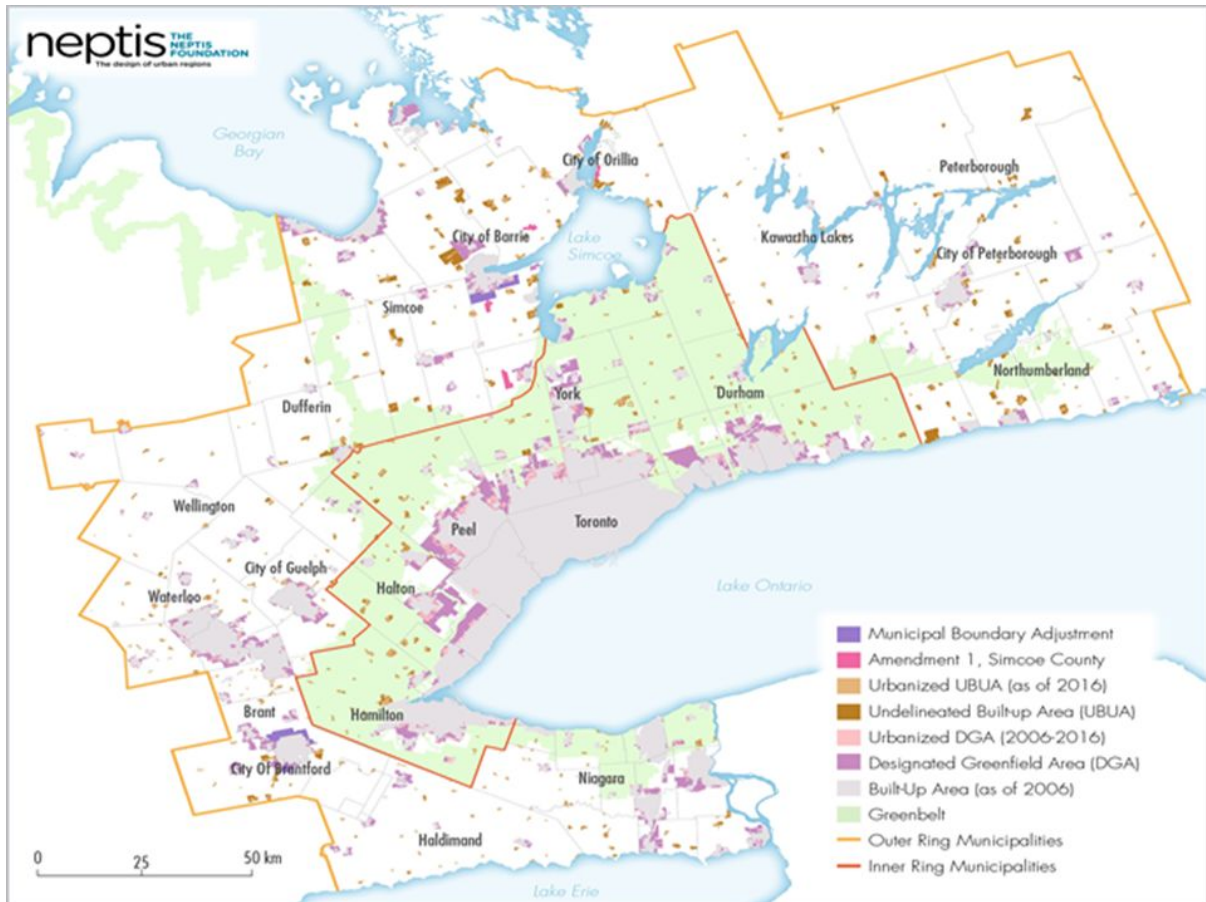 neptis THE
NEPTIS
FOUNDATION
The design of urban regions
Georgian
Bay
City of Orillia
Peterborough
City of Barrie
Lake
Simcoe
Kawactha Lakes
City of Peterborough
Simcoe
Northumberland
York
Durham
Dufferin
Wellington
Peel
Toronto
City of Guelph
Halton
Waterloo
Lake Ontario
Brant
Hamilton
City Of Brantford
Niagara
Haldimand
Lake Erie
0
25
50 km
Municipal Boundary Adjustment
Amendment 1, Simcoe County
Urbanized UBUA (as of 2016)
Undelineated Built-up Area (UBUA)
Urbanized DGA (2006-2016)
Designated Greenfield Area (DGA)
Built-Up Area (as of 2006)
Greenbelt
Outer Ring Municipalities
Inner Ring Municipalities